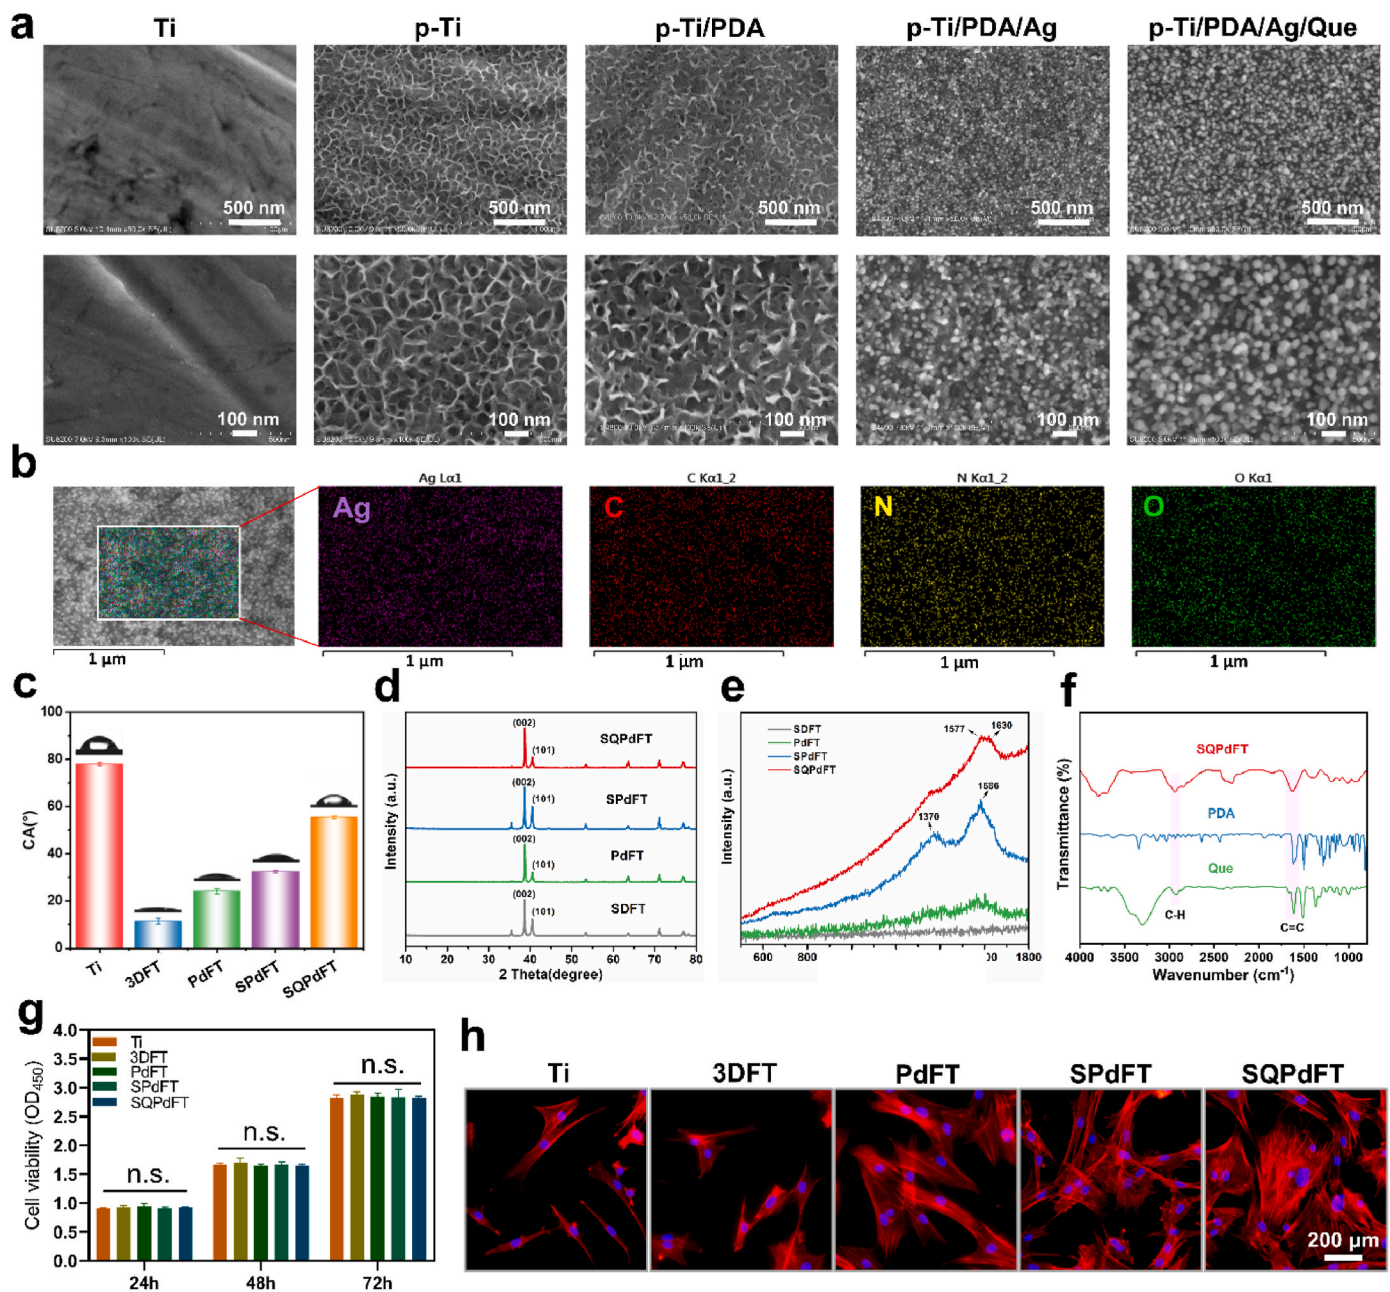 a
Ti
p-Ti
p-Ti/PDA
p-Ti/PDA/Ag
p-Ti/PDA/Ag/Que
500 nm
500 nm
500 nm
500 nm
500 nm
100 nm
100 nm
100 nm
100 nm
100 nm
b
Ag Lα1
C Kα1_2
N Kα1_2
O Kα1
Ag
C
N
O
1 μm
1 μm
1 μm
1 μm
1 μm
c
CA(°)
100
80
60
40
20
0
Ti
3DFT
PdFT
SPdFT
SQPdFT
d
Intensity (a.u.)
(002)
(101)
SQPdFT
(002)
(101)
SPdFT
(002)
(101)
PdFT
(002)
(101)
SDFT
10 20 30 40 50 60 70 80
2 Theta(degree)
e
Intensity (a.u.)
SDFT
PdFT
SPdFT
SQPdFT
1577
1630
1370
1586
600 800
1800
f
Transmittance (%)
SQPdFT
PDA
Que
C-H
C=C
4000 3500 3000 2500 2000 1500 1000
Wavenumber (cm⁻¹)
g
Cell viability (OD₄₅₀)
4.0
3.5
3.0
2.5
2.0
1.5
1.0
0.5
0.0
Ti
3DFT
PdFT
SPdFT
SQPdFT
n.s.
n.s.
n.s.
24h
48h
72h
h
Ti
3DFT
PdFT
SPdFT
SQPdFT
200 μm